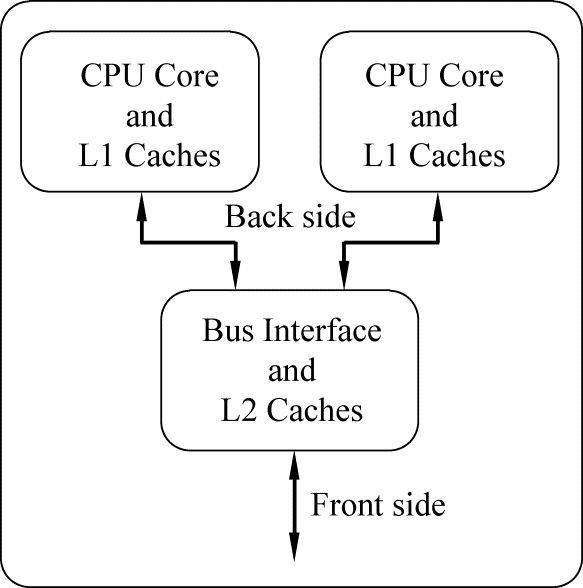 CPU Core
and
L1 Caches
CPU Core
and
L1 Caches
Back side
Bus Interface
and
L2 Caches
Front side